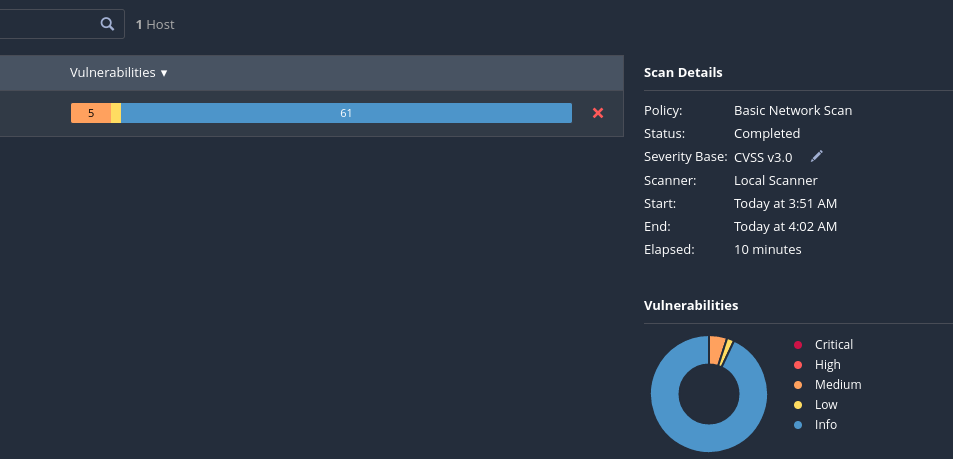 1 Host
Vulnerabilities ▼
5 61
Scan Details
Policy: Basic Network Scan
Status: Completed
Severity Base: CVSS v3.0
Scanner: Local Scanner
Start: Today at 3:51 AM
End: Today at 4:02 AM
Elapsed: 10 minutes
Vulnerabilities
Critical
High
Medium
Low
Info